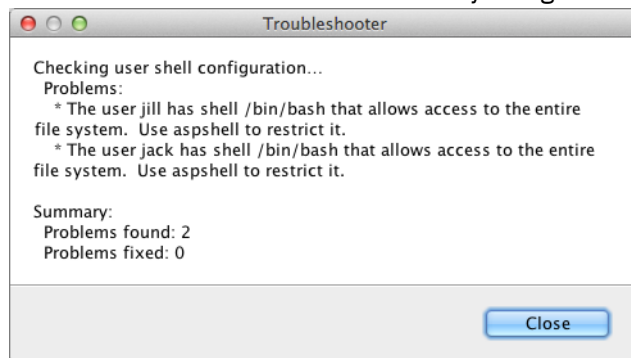 Troubleshooter
Checking user shell configuration...
Problems:
* The user jill has shell /bin/bash that allows access to the entire
file system.  Use aspshell to restrict it.
* The user jack has shell /bin/bash that allows access to the entire
file system.  Use aspshell to restrict it.
Summary:
Problems found: 2
Problems fixed: 0
Close